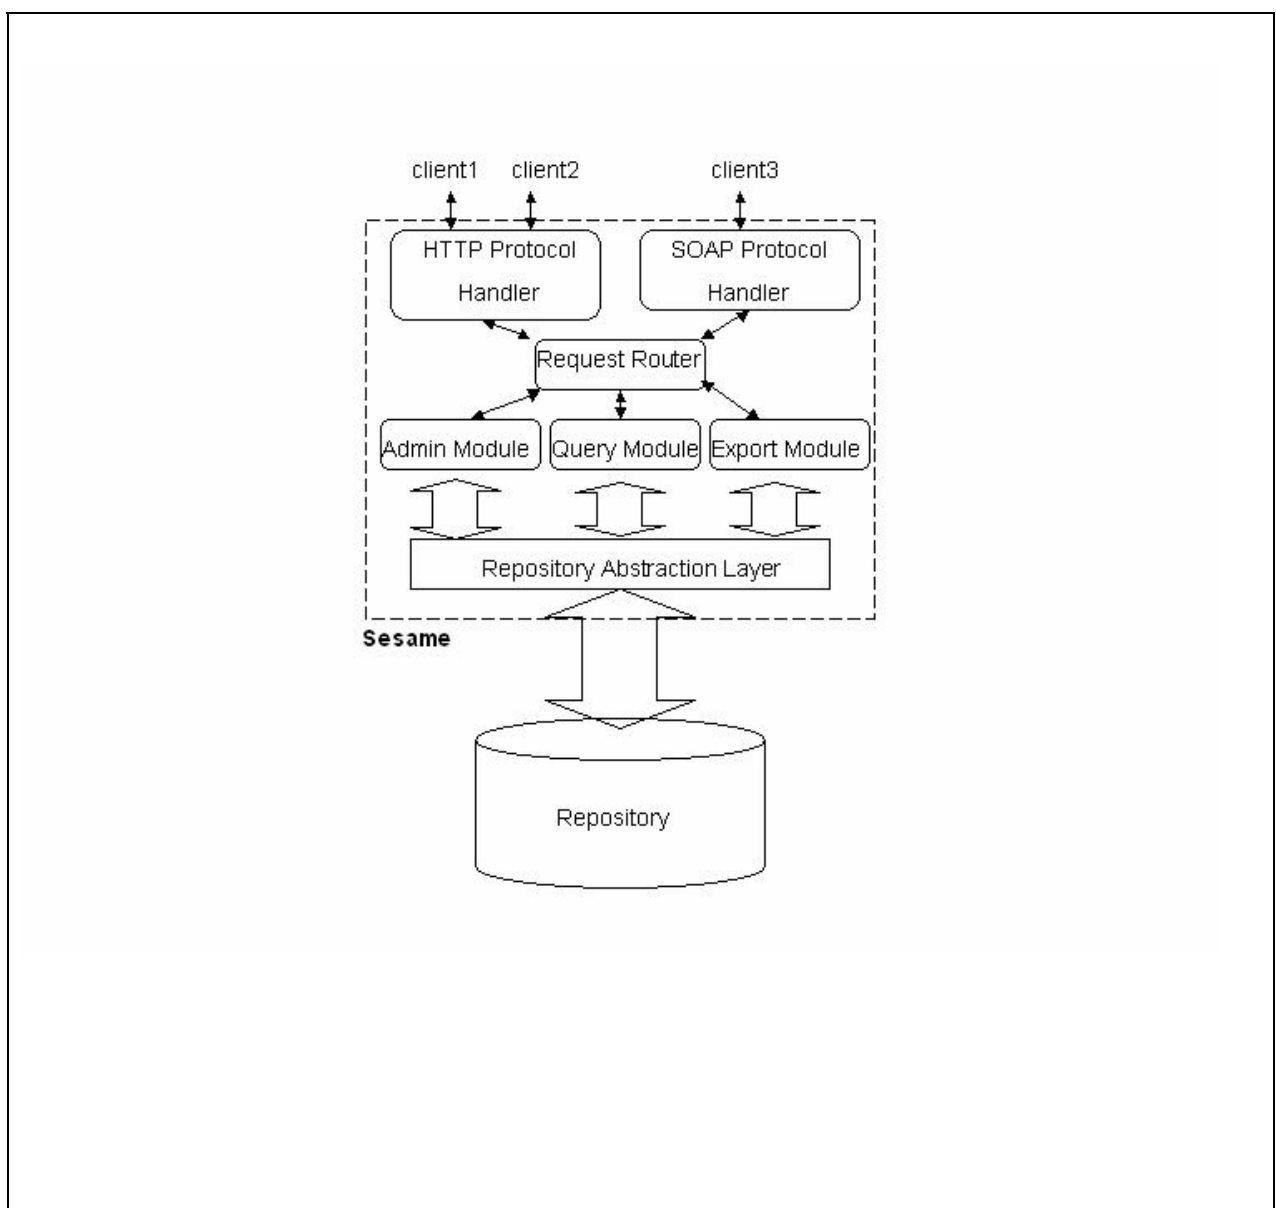 client1 client2 client3
HTTP Protocol Handler
SOAP Protocol Handler
Request Router
Admin Module
Query Module
Export Module
Repository Abstraction Layer
Sesame
Repository